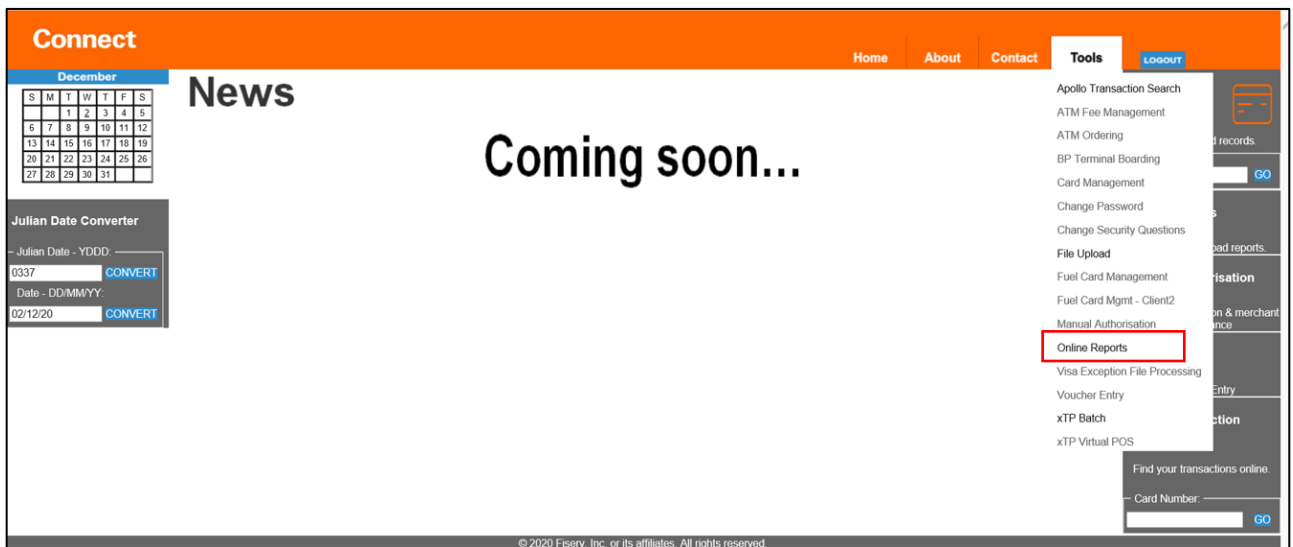 Connect
Home About Contact Tools LOGOUT
December
S M T W T F S
1 2 3 4 5
6 7 8 9 10 11 12
13 14 15 16 17 18 19
20 21 22 23 24 25 26
27 28 29 30 31
Julian Date Converter
Julian Date - YDDD:
0337 CONVERT
Date - DD/MM/YY:
02/12/20 CONVERT
News
Coming soon...
Apollo Transaction Search
ATM Fee Management
ATM Ordering
BP Terminal Boarding
Card Management
Change Password
Change Security Questions
File Upload
Fuel Card Management
Fuel Card Mgmt - Client2
Manual Authorisation
Online Reports
Visa Exception File Processing
Voucher Entry
xTP Batch
xTP Virtual POS
records.
GO
reports.
merchant
Entry
Find your transactions online.
Card Number:
GO
© 2020 Fiserv, Inc. or its affiliates. All rights reserved.